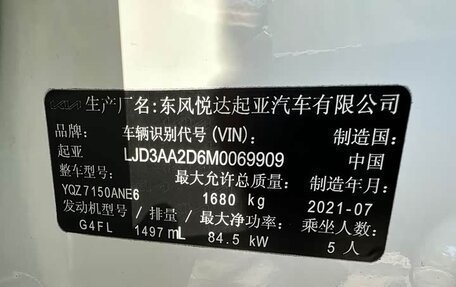 KIA 生产厂名:东风悦达起亚汽车有限公司
品牌: 车辆识别代号(VIN): 制造国:
起亚 LJD3AA2D6M0069909 中国
整车型号: 最大允许总质量: 制造年月:
YQZ7150ANE6 1680 kg 2021-07
发动机型号/排量/最大净功率: 乘坐人数:
G4FL 1497 mL 84.5 kW 5人